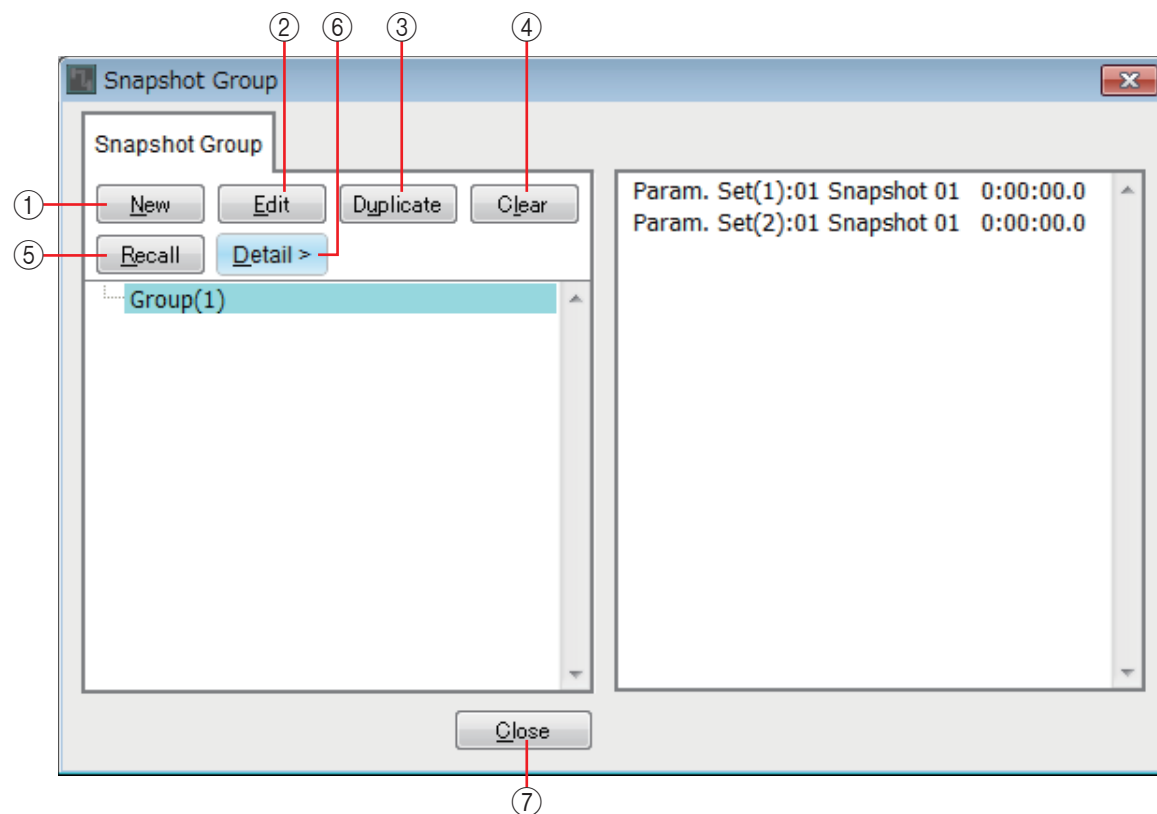 ② ⑥ ③ ④
Snapshot Group
Snapshot Group
① New Edit Duplicate Clear
⑤ Recall Detail >
Group(1)
Param. Set(1):01 Snapshot 01 0:00:00.0
Param. Set(2):01 Snapshot 01 0:00:00.0
Close
⑦